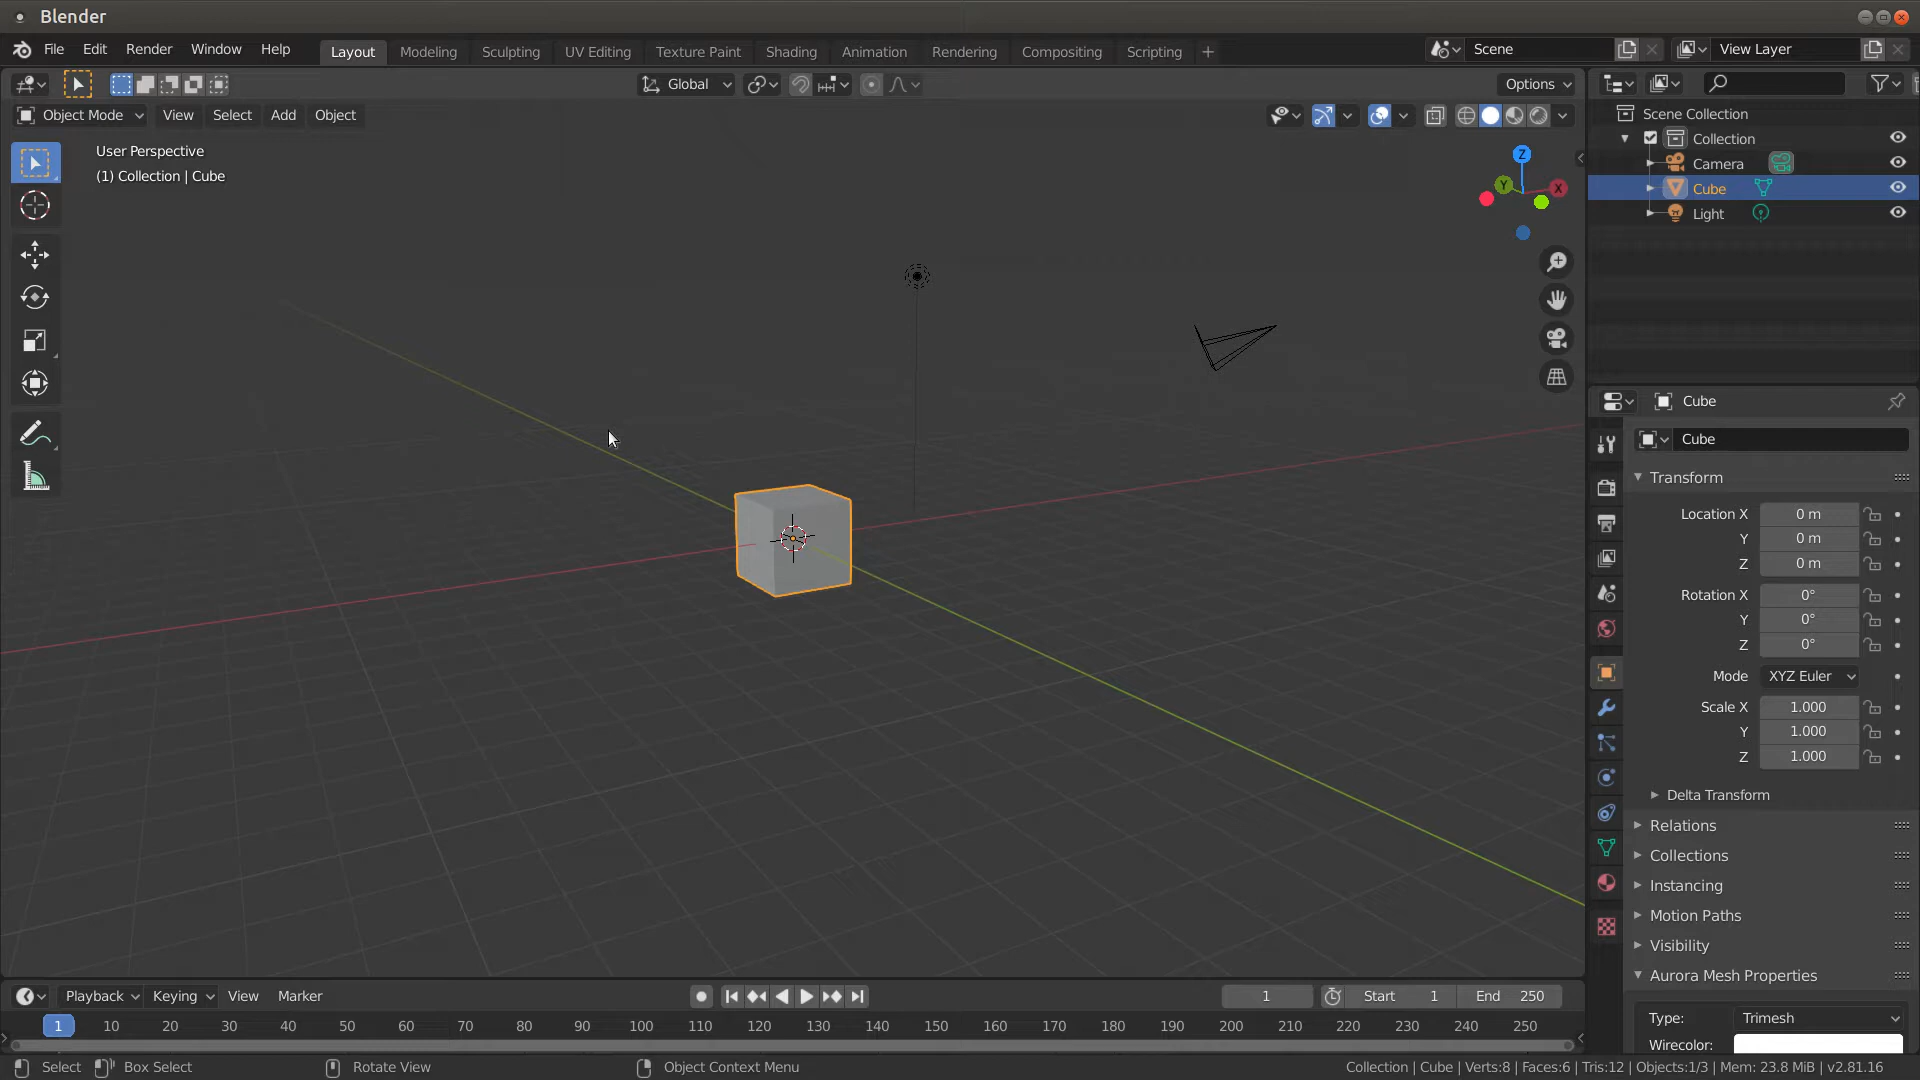 Blender
File Edit Render Window Help Layout Modeling Sculpting UV Editing Texture Paint Shading Animation Rendering Compositing Scripting + Scene View Layer
Global Options
Object Mode View Select Add Object
User Perspective
(1) Collection | Cube
Z
Y
X
Scene Collection
Collection
Camera
Cube
Light
Cube
Cube
Transform
Location X 0 m
Y 0 m
Z 0 m
Rotation X 0°
Y 0°
Z 0°
Mode XYZ Euler
Scale X 1.000
Y 1.000
Z 1.000
Delta Transform
Relations
Collections
Instancing
Motion Paths
Visibility
Aurora Mesh Properties
Type: Trimesh
Wirecolor:
Playback Keying View Marker 1 Start 1 End 250
1 10 20 30 40 50 60 70 80 90 100 110 120 130 140 150 160 170 180 190 200 210 220 230 240 250
Select Box Select Rotate View Object Context Menu Collection | Cube | Verts:8 | Faces:6 | Tris:12 | Objects:1/3 | Mem: 23.8 MiB | v2.81.16